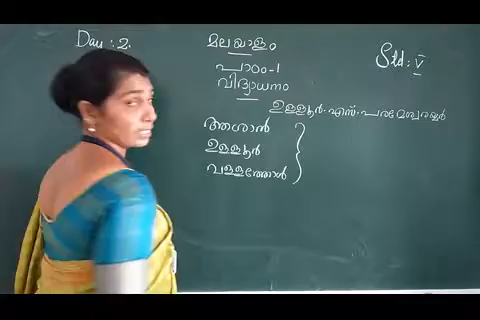 Day : 2.
മലയാളം
Std : V
പാഠം-1
വിദ്യാധനം
ഉള്ളൂർ.എസ്.പരമേശ്വരയ്യർ
ആശാൻ
ഉള്ളൂർ
വള്ളത്തോൾ